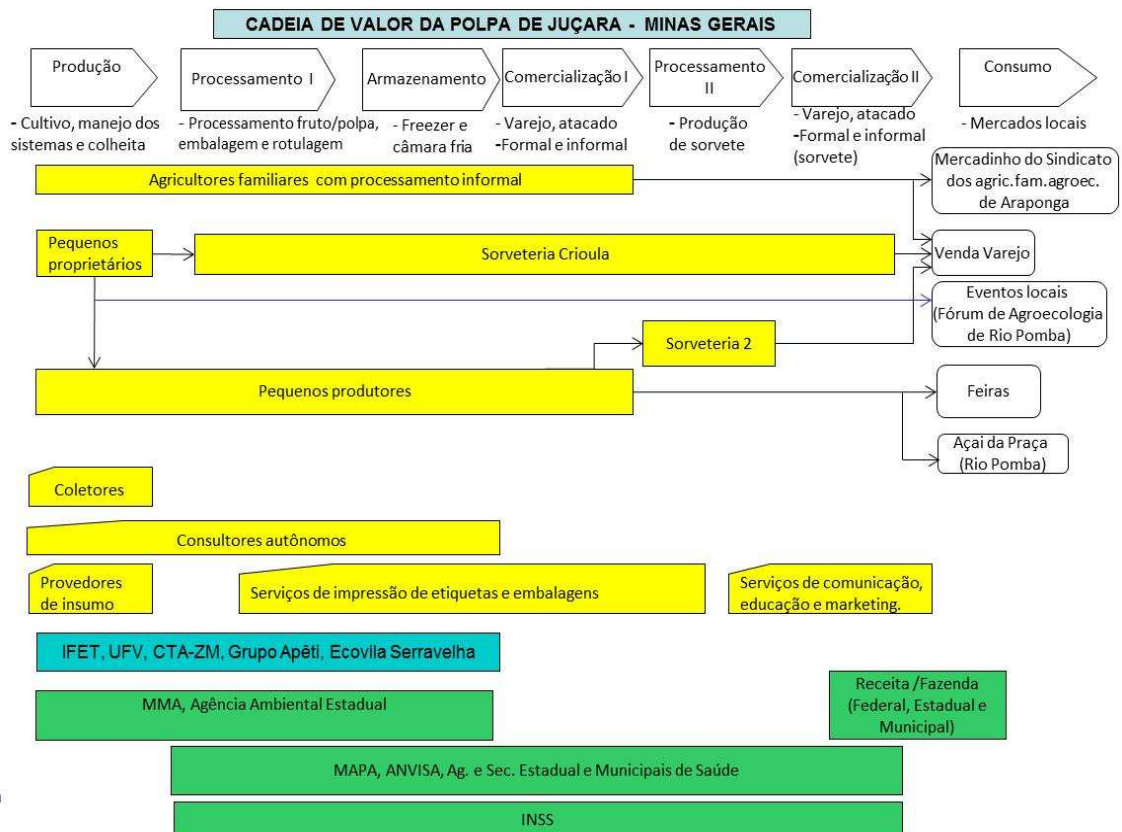 CADEIA DE VALOR DA POLPA DE JUÇARA - MINAS GERAIS
Produção
Processamento I
Armazenamento
Comercialização I
Processamento
II
Comercialização II
Consumo
- Cultivo, manejo dos
sistemas e colheita
- Processamento fruto/polpa,
embalagem e rotulagem
- Freezer e
câmara fria
- Varejo, atacado
-Formal e informal
- Produção
de sorvete
- Varejo, atacado
-Formal e informal
(sorvete)
- Mercados locais
Agricultores familiares com processamento informal
Mercadinho do Sindicato
dos agric.fam.agroec.
de Araponga
Pequenos
proprietários
Sorveteria Crioula
Venda Varejo
Eventos locais
(Fórum de Agroecologia
de Rio Pomba)
Sorveteria 2
Pequenos produtores
Feiras
Açai da Praça
(Rio Pomba)
Coletores
Consultores autônomos
Provedores
de insumo
Serviços de impressão de etiquetas e embalagens
Serviços de comunicação,
educação e marketing.
IFET, UFV, CTA-ZM, Grupo Apêti, Ecovila Serravelha
MMA, Agência Ambiental Estadual
Receita /Fazenda
(Federal, Estadual e
Municipal)
MAPA, ANVISA, Ag. e Sec. Estadual e Municipais de Saúde
INSS